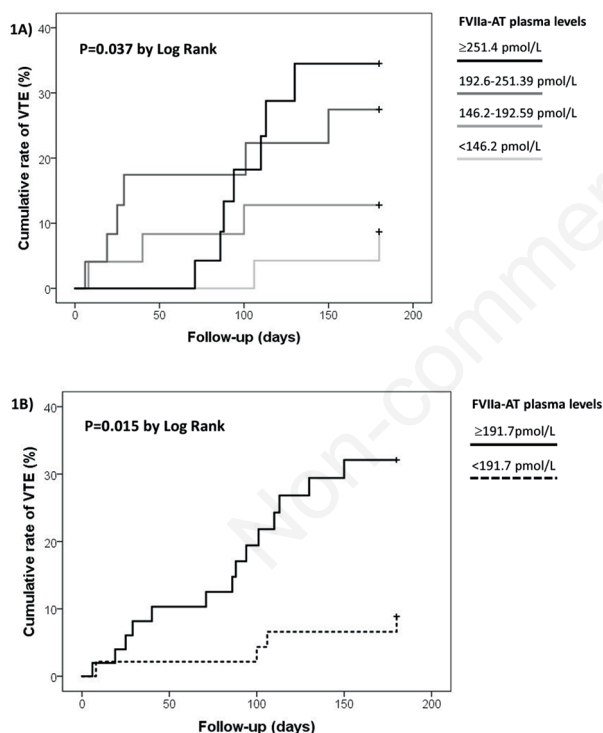 1A)
P=0.037 by Log Rank
Cumulative rate of VTE (%)
40
30
20
10
0
0 50 100 150 200
Follow-up (days)
FVIIa-AT plasma levels
≥251.4 pmol/L
192.6-251.39 pmol/L
146.2-192.59 pmol/L
<146.2 pmol/L
1B)
P=0.015 by Log Rank
Cumulative rate of VTE (%)
40
30
20
10
0
0 50 100 150 200
Follow-up (days)
FVIIa-AT plasma levels
≥191.7pmol/L
<191.7 pmol/L
Non-commer